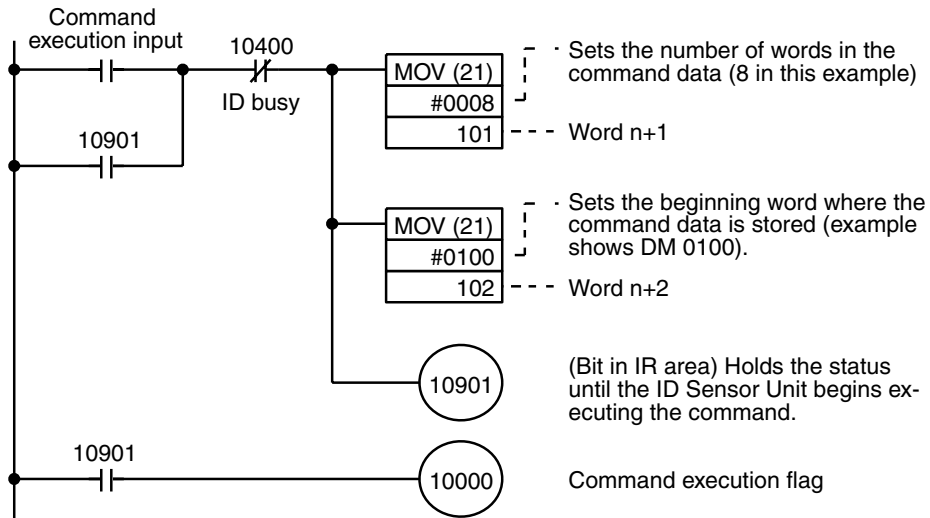 Command
execution input
10400
ID busy
10901
MOV (21)
#0008
101
Sets the number of words in the
command data (8 in this example)
Word n+1
MOV (21)
#0100
102
Sets the beginning word where the
command data is stored (example
shows DM 0100).
Word n+2
10901
(Bit in IR area) Holds the status
until the ID Sensor Unit begins ex-
ecuting the command.
10901
10000
Command execution flag